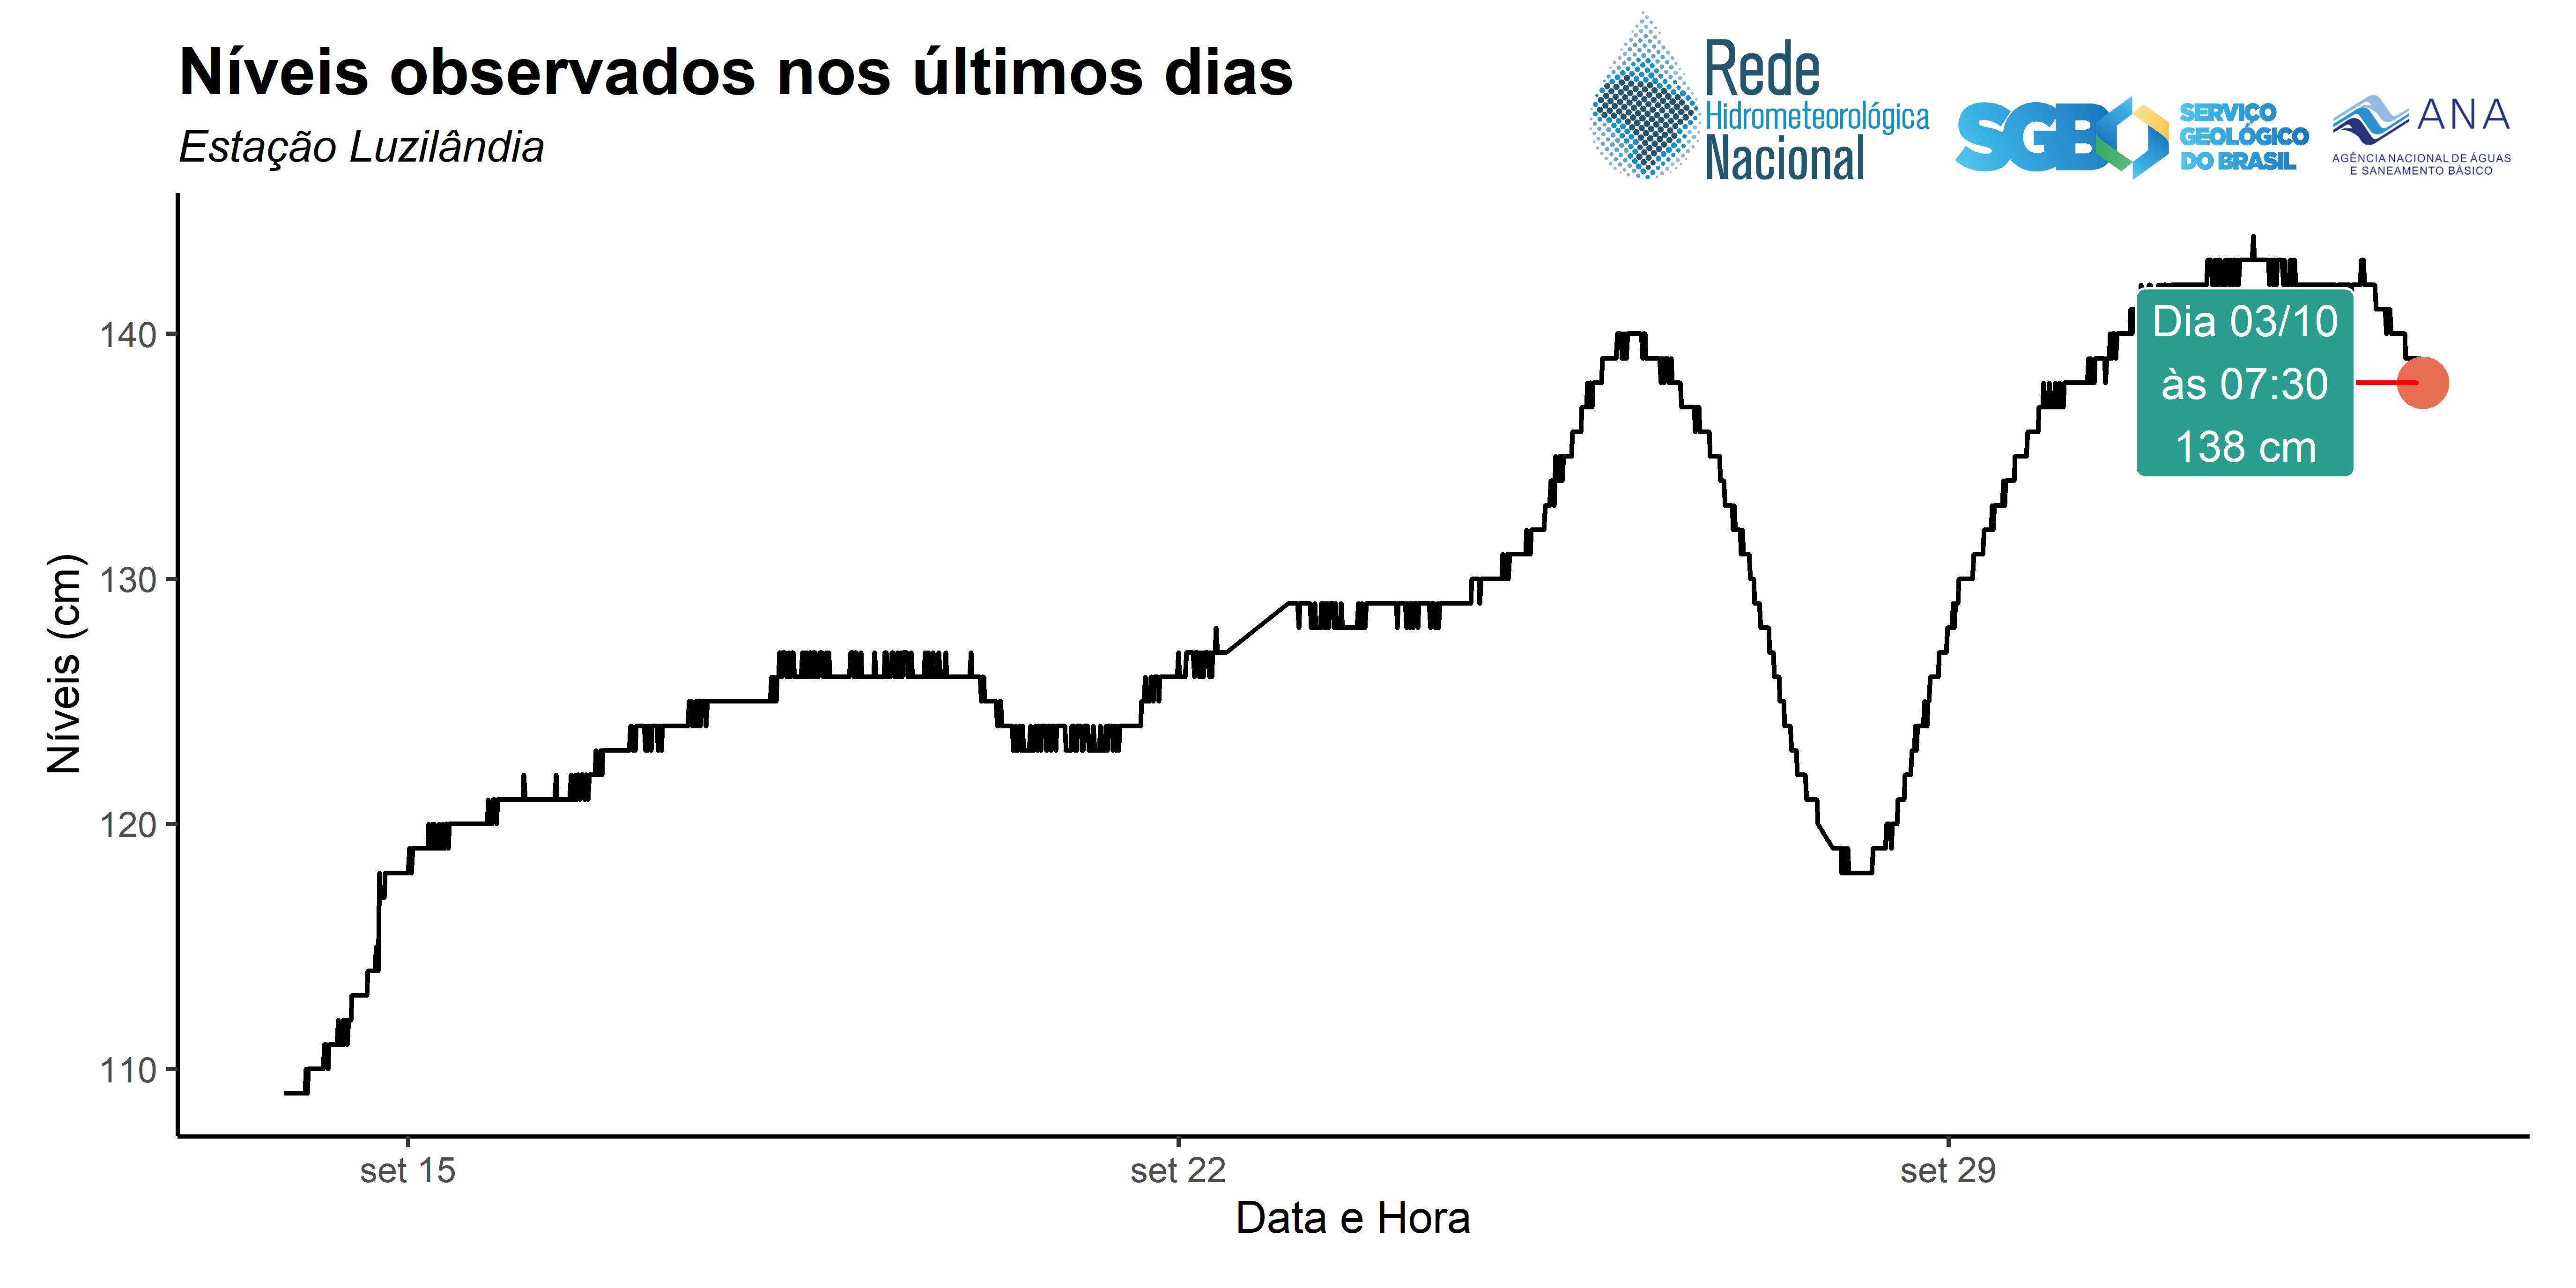 Níveis observados nos últimos dias
Estação Luzilândia
Rede
Hidrometeorológica
Nacional
SGB
SERVIÇO
GEOLÓGICO
DO BRASIL
ANA
AGÊNCIA NACIONAL DE ÁGUAS
E SANEAMENTO BÁSICO
Níveis (cm)
140
130
120
110
Dia 03/10
às 07:30
138 cm
set 15
set 22
set 29
Data e Hora